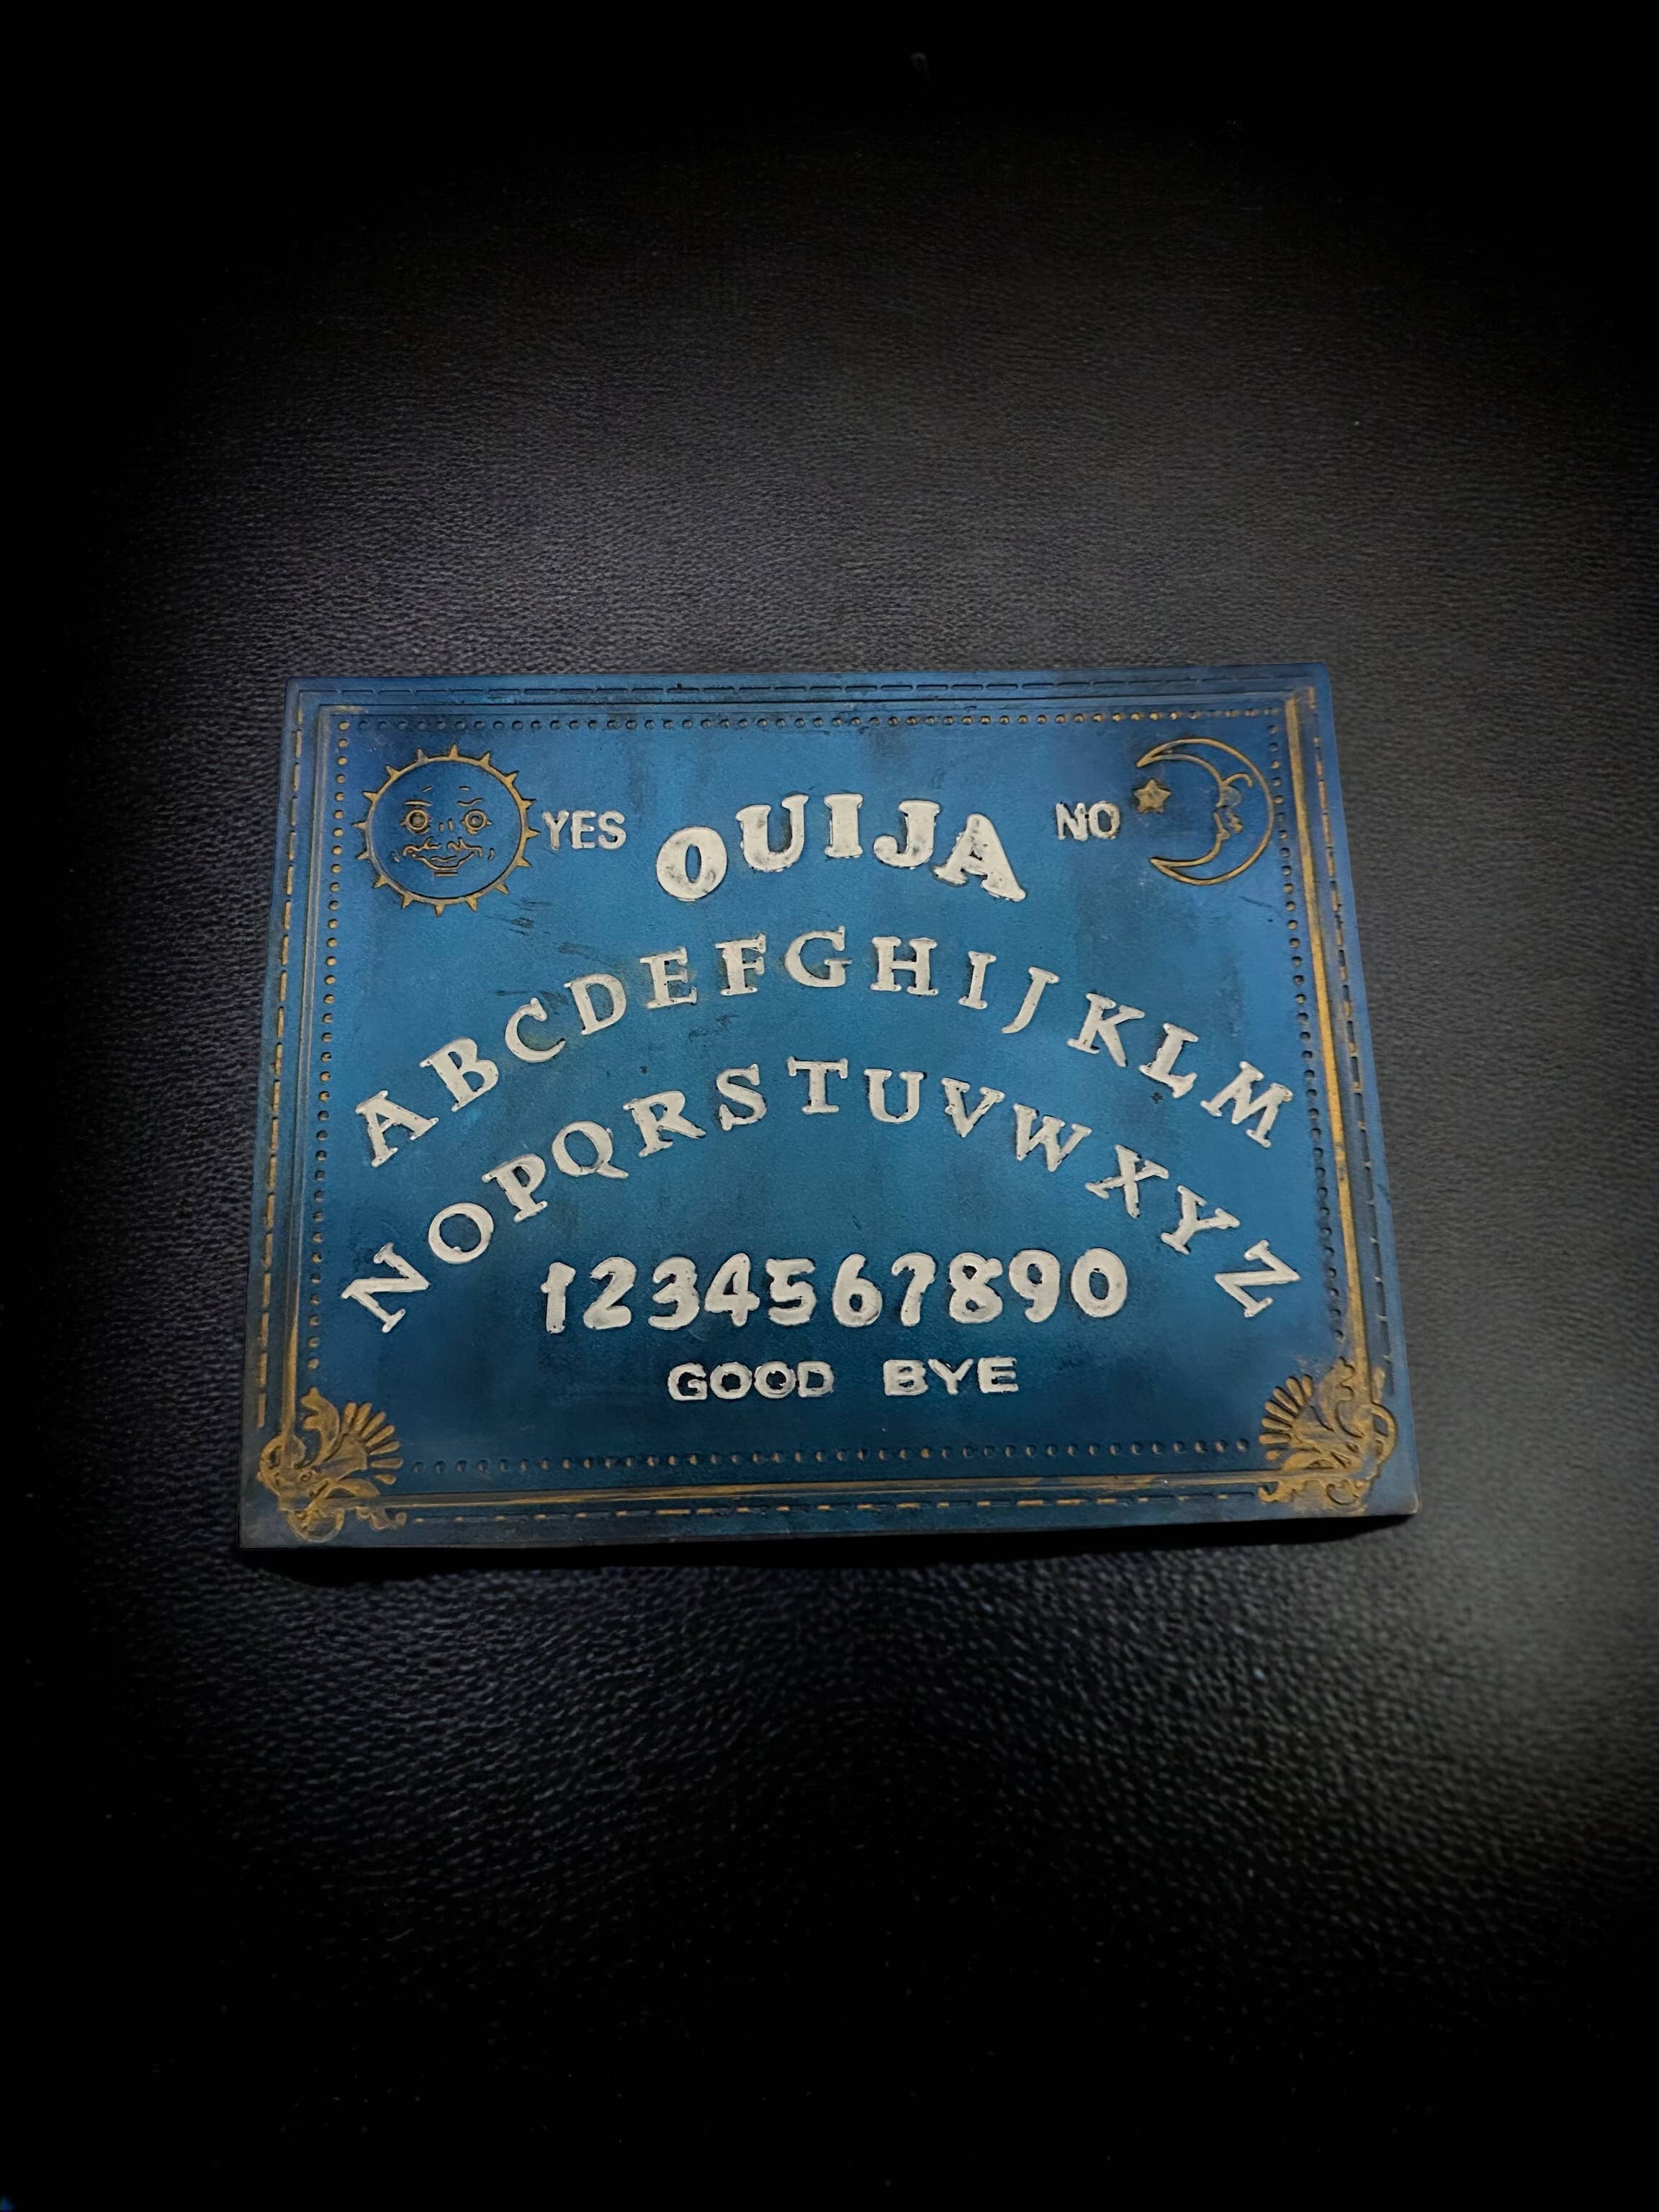 YES OUIJA NO
ABCDEFGHIJKLM
NOPQRSTUVWXYZ
1234567890
GOOD BYE